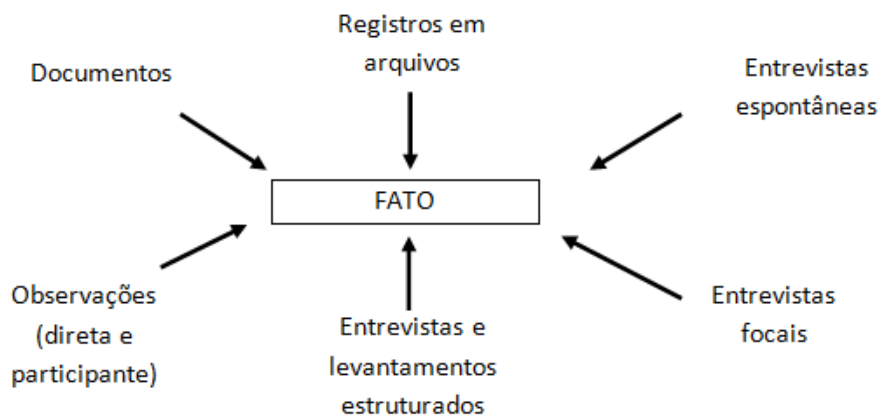 Documentos
Registros em
arquivos
Entrevistas
espontâneas
FATO
Observações
(direta e
participante)
Entrevistas e
levantamentos
estruturados
Entrevistas
focais